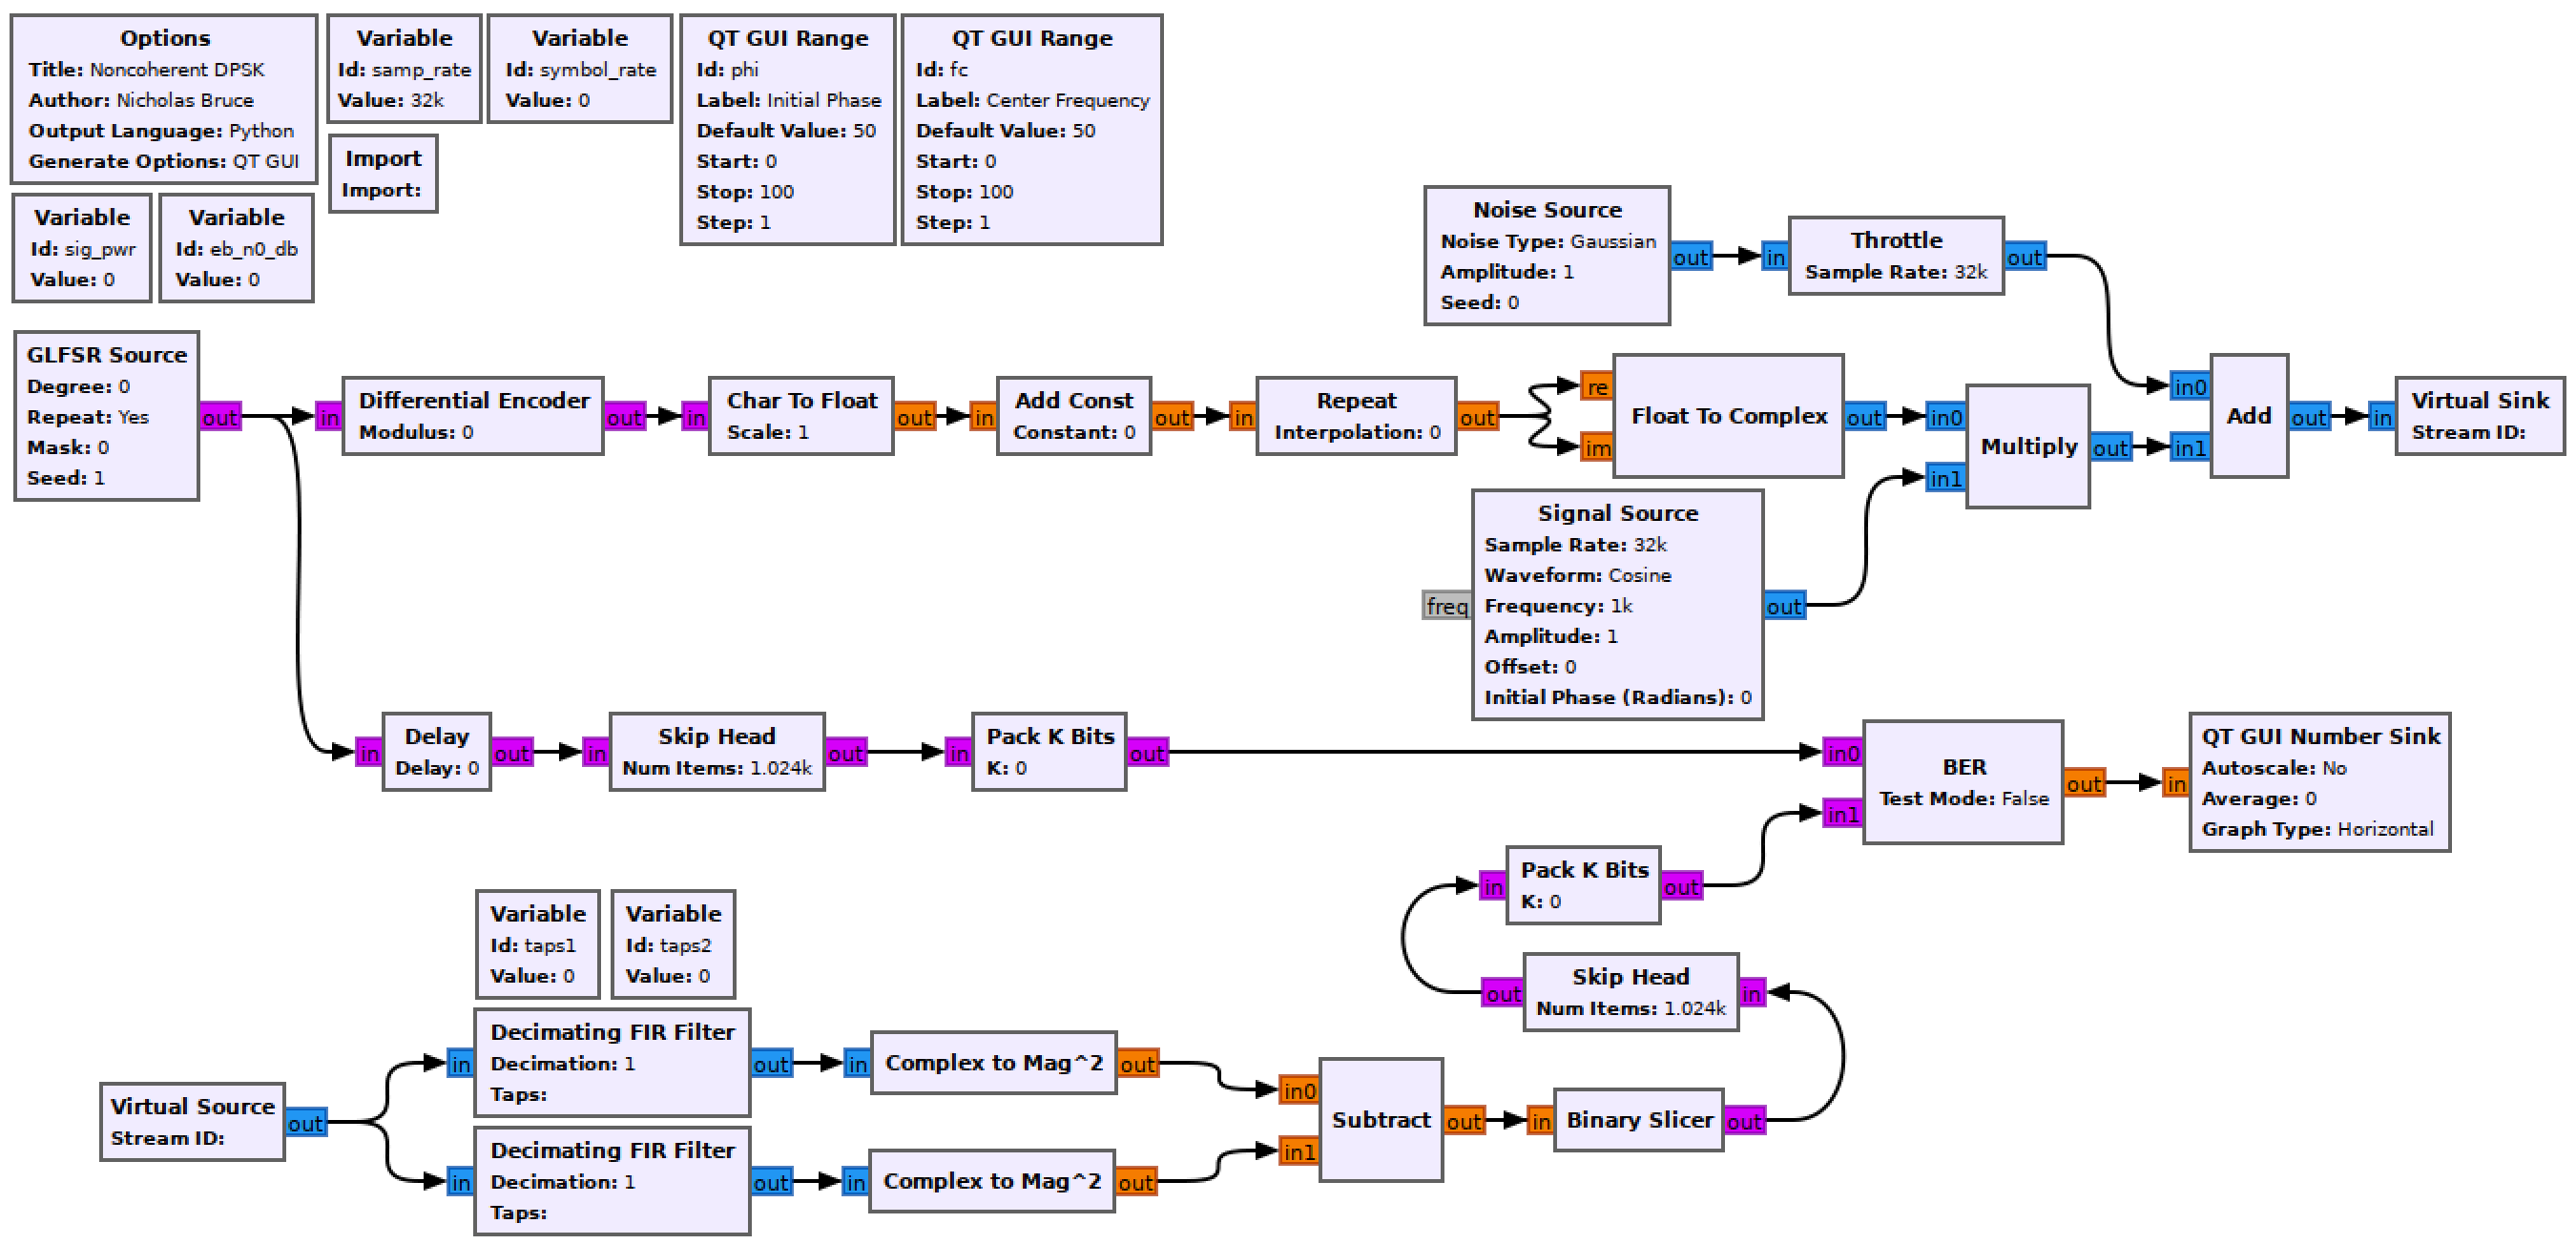 Options
Title: Noncoherent DPSK
Author: Nicholas Bruce
Output Language: Python
Generate Options: QT GUI
Variable
Id: samp_rate
Value: 32k
Variable
Id: symbol_rate
Value: 0
QT GUI Range
Id: phi
Label: Initial Phase
Default Value: 50
Start: 0
Stop: 100
Step: 1
QT GUI Range
Id: fc
Label: Center Frequency
Default Value: 50
Start: 0
Stop: 100
Step: 1
Import
Import:
Variable
Id: sig_pwr
Value: 0
Variable
Id: eb_n0_db
Value: 0
Noise Source
Noise Type: Gaussian
Amplitude: 1
Seed: 0
out
in
Throttle
Sample Rate: 32k
out
GLFSR Source
Degree: 0
Repeat: Yes
Mask: 0
Seed: 1
out
in
Differential Encoder
Modulus: 0
out
in
Char To Float
Scale: 1
out
in
Add Const
Constant: 0
out
in
Repeat
Interpolation: 0
out
re
im
Float To Complex
out
in0
in1
Multiply
out
in0
in1
Add
out
in
Virtual Sink
Stream ID:
freq
Signal Source
Sample Rate: 32k
Waveform: Cosine
Frequency: 1k
Amplitude: 1
Offset: 0
Initial Phase (Radians): 0
out
in
Delay
Delay: 0
out
in
Skip Head
Num Items: 1.024k
out
in
Pack K Bits
K: 0
out
in0
in1
BER
Test Mode: False
out
in
QT GUI Number Sink
Autoscale: No
Average: 0
Graph Type: Horizontal
in
Pack K Bits
K: 0
out
out
Skip Head
Num Items: 1.024k
in
Variable
Id: taps1
Value: 0
Variable
Id: taps2
Value: 0
Virtual Source
Stream ID:
out
in
Decimating FIR Filter
Decimation: 1
Taps:
out
in
Complex to Mag^2
out
in
Decimating FIR Filter
Decimation: 1
Taps:
out
in
Complex to Mag^2
out
in0
in1
Subtract
out
in
Binary Slicer
out